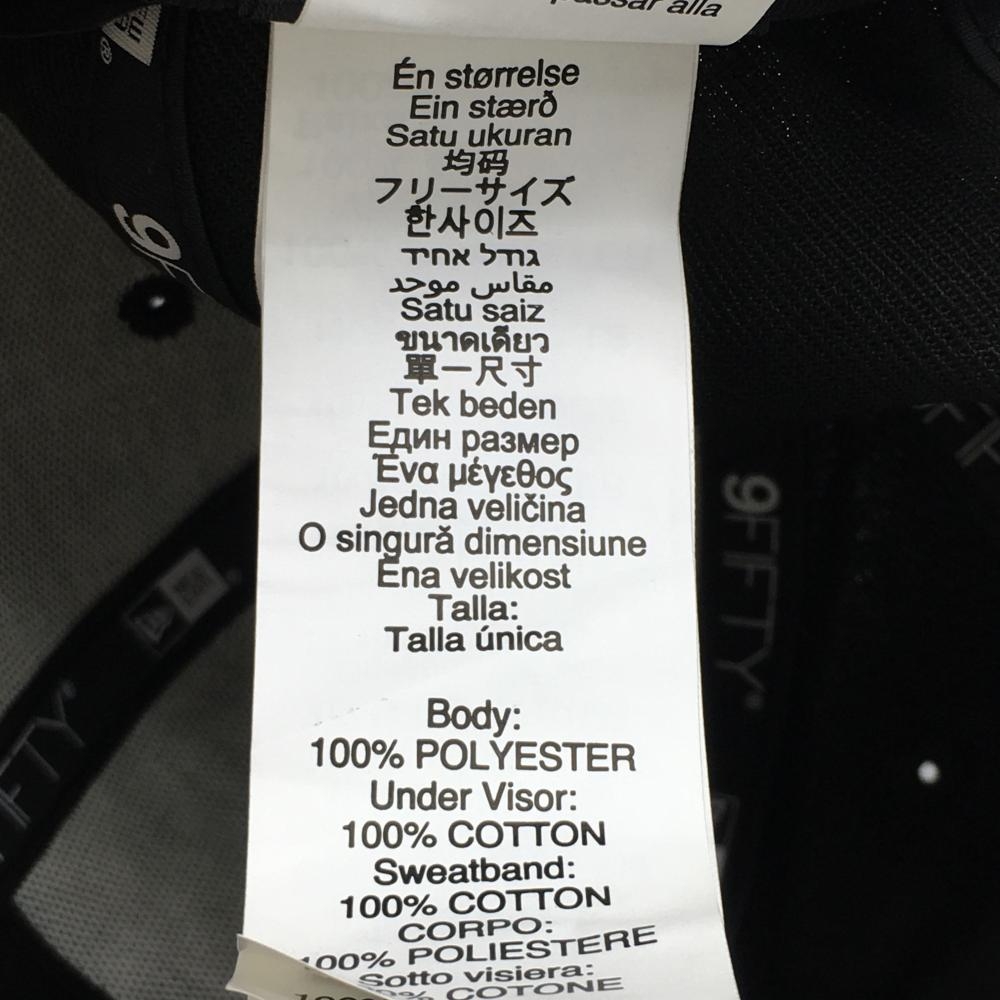 passar alla
Én størrelse
Ein stærð
Satu ukuran
均码
フリーサイズ
한사이즈
גודל אחיד
مقاس موحد
Satu saiz
ขนาดเดียว
單一尺寸
Tek beden
Един размер
Ένα μέγεθος
Jedna veličina
O singură dimensiune
Ena velikost
Talla:
Talla única
Body:
100% POLYESTER
Under Visor:
100% COTTON
Sweatband:
100% COTTON
CORPO:
100% POLIESTERE
Sotto visiera:
COTONE
9FIFTY